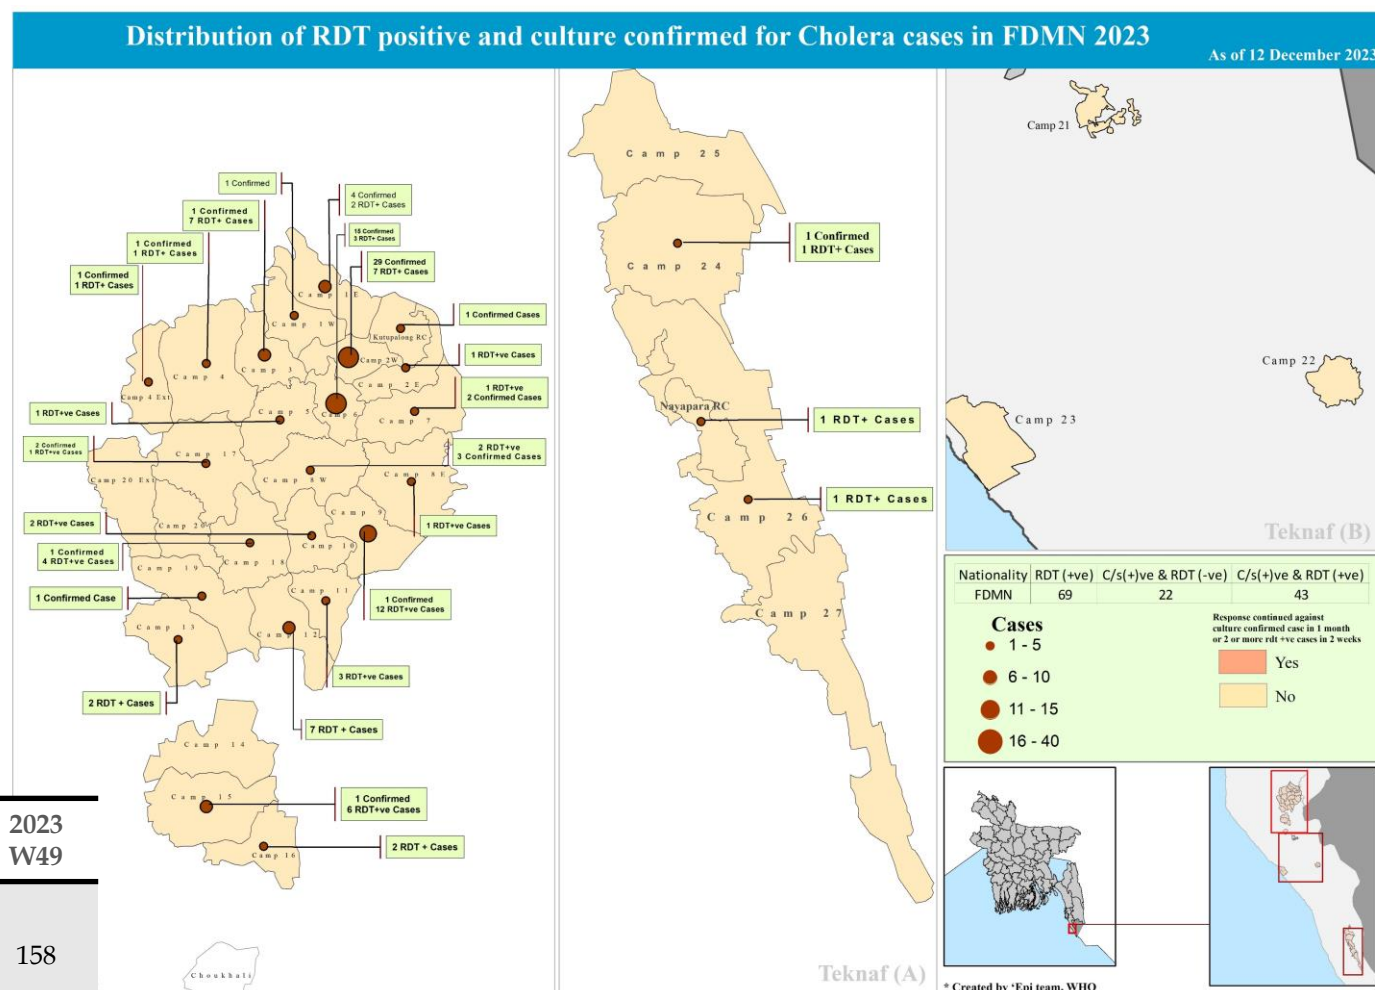 Distribution of RDT positive and culture confirmed for Cholera cases in FDMN 2023
As of 12 December 2023
1 Confirmed
4 Confirmed
2 RDT+ Cases
1 Confirmed
7 RDT+ Cases
15 Confirmed
3 RDT+ Cases
1 Confirmed
1 RDT+ Cases
29 Confirmed
7 RDT+ Cases
1 Confirmed
1 RDT+ Cases
1 Confirmed Cases
1 RDT+ve Cases
1 RDT+ve
2 Confirmed Cases
1 RDT+ve Cases
2 Confirmed
1 RDT+ve Cases
2 RDT+ve
3 Confirmed Cases
2 RDT+ve Cases
1 RDT+ve Cases
1 Confirmed
4 RDT+ve Cases
1 Confirmed Case
1 Confirmed
12 RDT+ve Cases
3 RDT+ve Cases
2 RDT + Cases
7 RDT + Cases
1 Confirmed
6 RDT+ve Cases
2 RDT + Cases
Camp 1E
Camp 1W
Kutupalong RC
Camp 2W
Camp 3
Camp 4
Camp 4 Ext
Camp 2E
Camp 5
Camp 6
Camp 7
Camp 17
Camp 8W
Camp 8E
Camp 20 Ext
Camp 9
Camp 20
Camp 10
Camp 18
Camp 19
Camp 11
Camp 13
Camp 12
Camp 14
Camp 15
Camp 16
Choukhali
2023
W49
158
Camp 25
Camp 24
1 Confirmed
1 RDT+ Cases
Nayapara RC
1 RDT+ Cases
1 RDT+ Cases
Camp 26
Camp 27
Teknaf (A)
Camp 21
Camp 22
Camp 23
Teknaf (B)
Nationality RDT (+ve) C/s(+)ve & RDT (-ve) C/s(+)ve & RDT (+ve)
FDMN 69 22 43
Cases
1 - 5
6 - 10
11 - 15
16 - 40
Response continued against
culture confirmed case in 1 month
or 2 or more rdt +ve cases in 2 weeks
Yes
No
* Created by 'Epi team, WHO